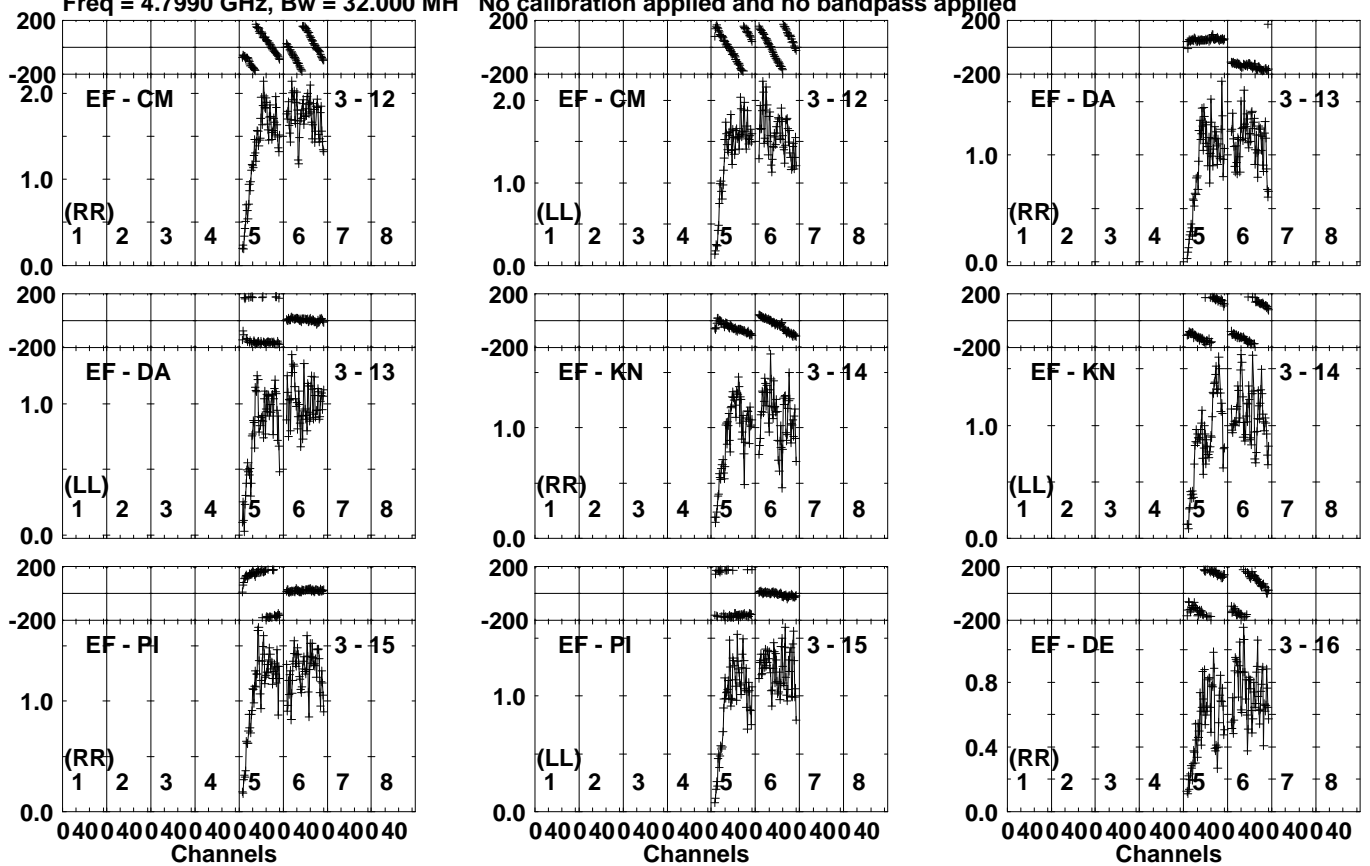 Freq = 4.7990 GHz, Bw = 32.000 MH No calibration applied and no bandpass applied
200 200 200
-200 -200 -200
EF - CM 3 - 12 EF - CM 3 - 12 EF - DA 3 - 13
2.0 2.0
1.0 1.0 1.0
(RR) (LL) (RR)
1 2 3 4 5 6 7 8 1 2 3 4 5 6 7 8 1 2 3 4 5 6 7 8
0.0 0.0 0.0
200 200 200
-200 -200 -200
EF - DA 3 - 13 EF - KN 3 - 14 EF - KN 3 - 14
1.0 1.0 1.0
(LL) (RR) (LL)
1 2 3 4 5 6 7 8 1 2 3 4 5 6 7 8 1 2 3 4 5 6 7 8
0.0 0.0 0.0
200 200 200
-200 -200 -200
EF - PI 3 - 15 EF - PI 3 - 15 EF - DE 3 - 16
0.8
1.0 1.0
0.4
(RR) (LL) (RR)
1 2 3 4 5 6 7 8 1 2 3 4 5 6 7 8 1 2 3 4 5 6 7 8
0.0 0.0 0.0
0 40 0 40 0 40 0 40 0 40 0 40 0 40 0 40 0 40 0 40 0 40 0 40 0 40 0 40 0 40 0 40 0 40 0 40 0 40 0 40 0 40 0 40 0 40 0 40
Channels Channels Channels